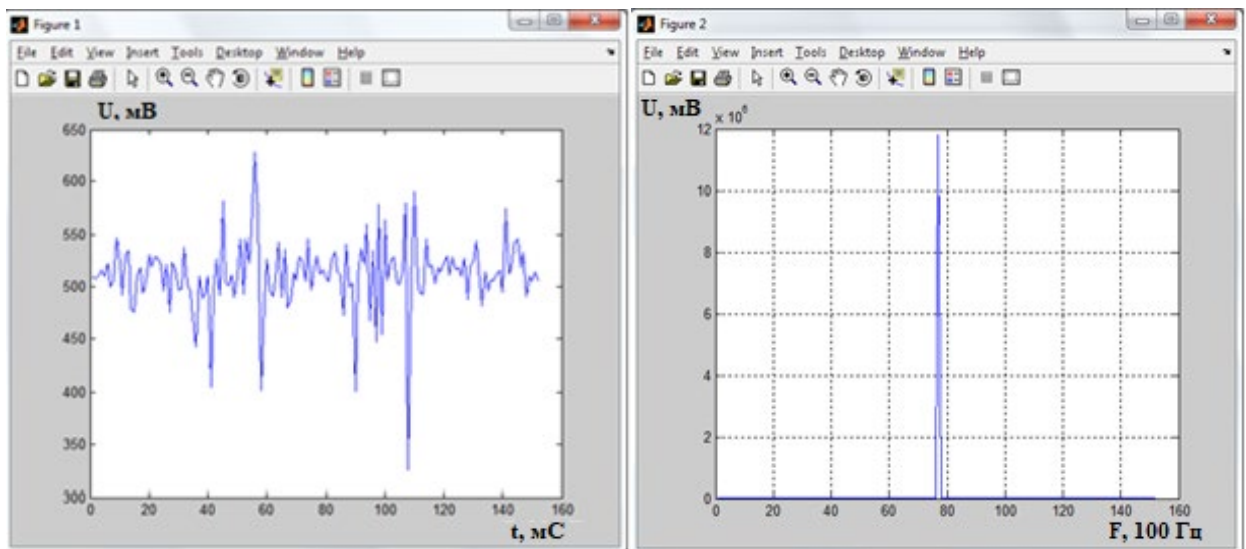 Figure 1
File Edit View Insert Tools Desktop Window Help
U, мВ
650
600
550
500
450
400
350
300
0 20 40 60 80 100 120 140 160
t, мС
Figure 2
File Edit View Insert Tools Desktop Window Help
U, мВ
x 10⁶
12
10
8
6
4
2
0
0 20 40 60 80 100 120 140 160
F, 100 Гц